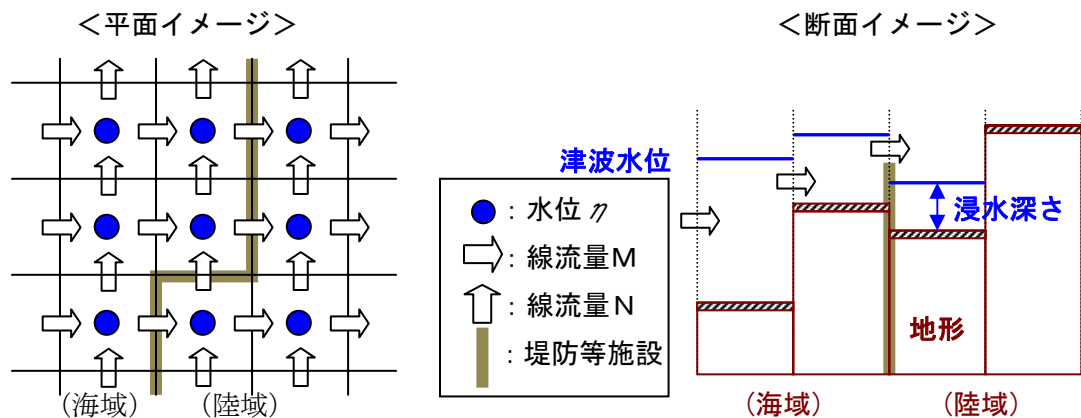 ＜平面イメージ＞
（海域）
（陸域）
：水位η
：線流量Ｍ
：線流量Ｎ
：堤防等施設
＜断面イメージ＞
津波水位
浸水深さ
地形
（海域）
（陸域）